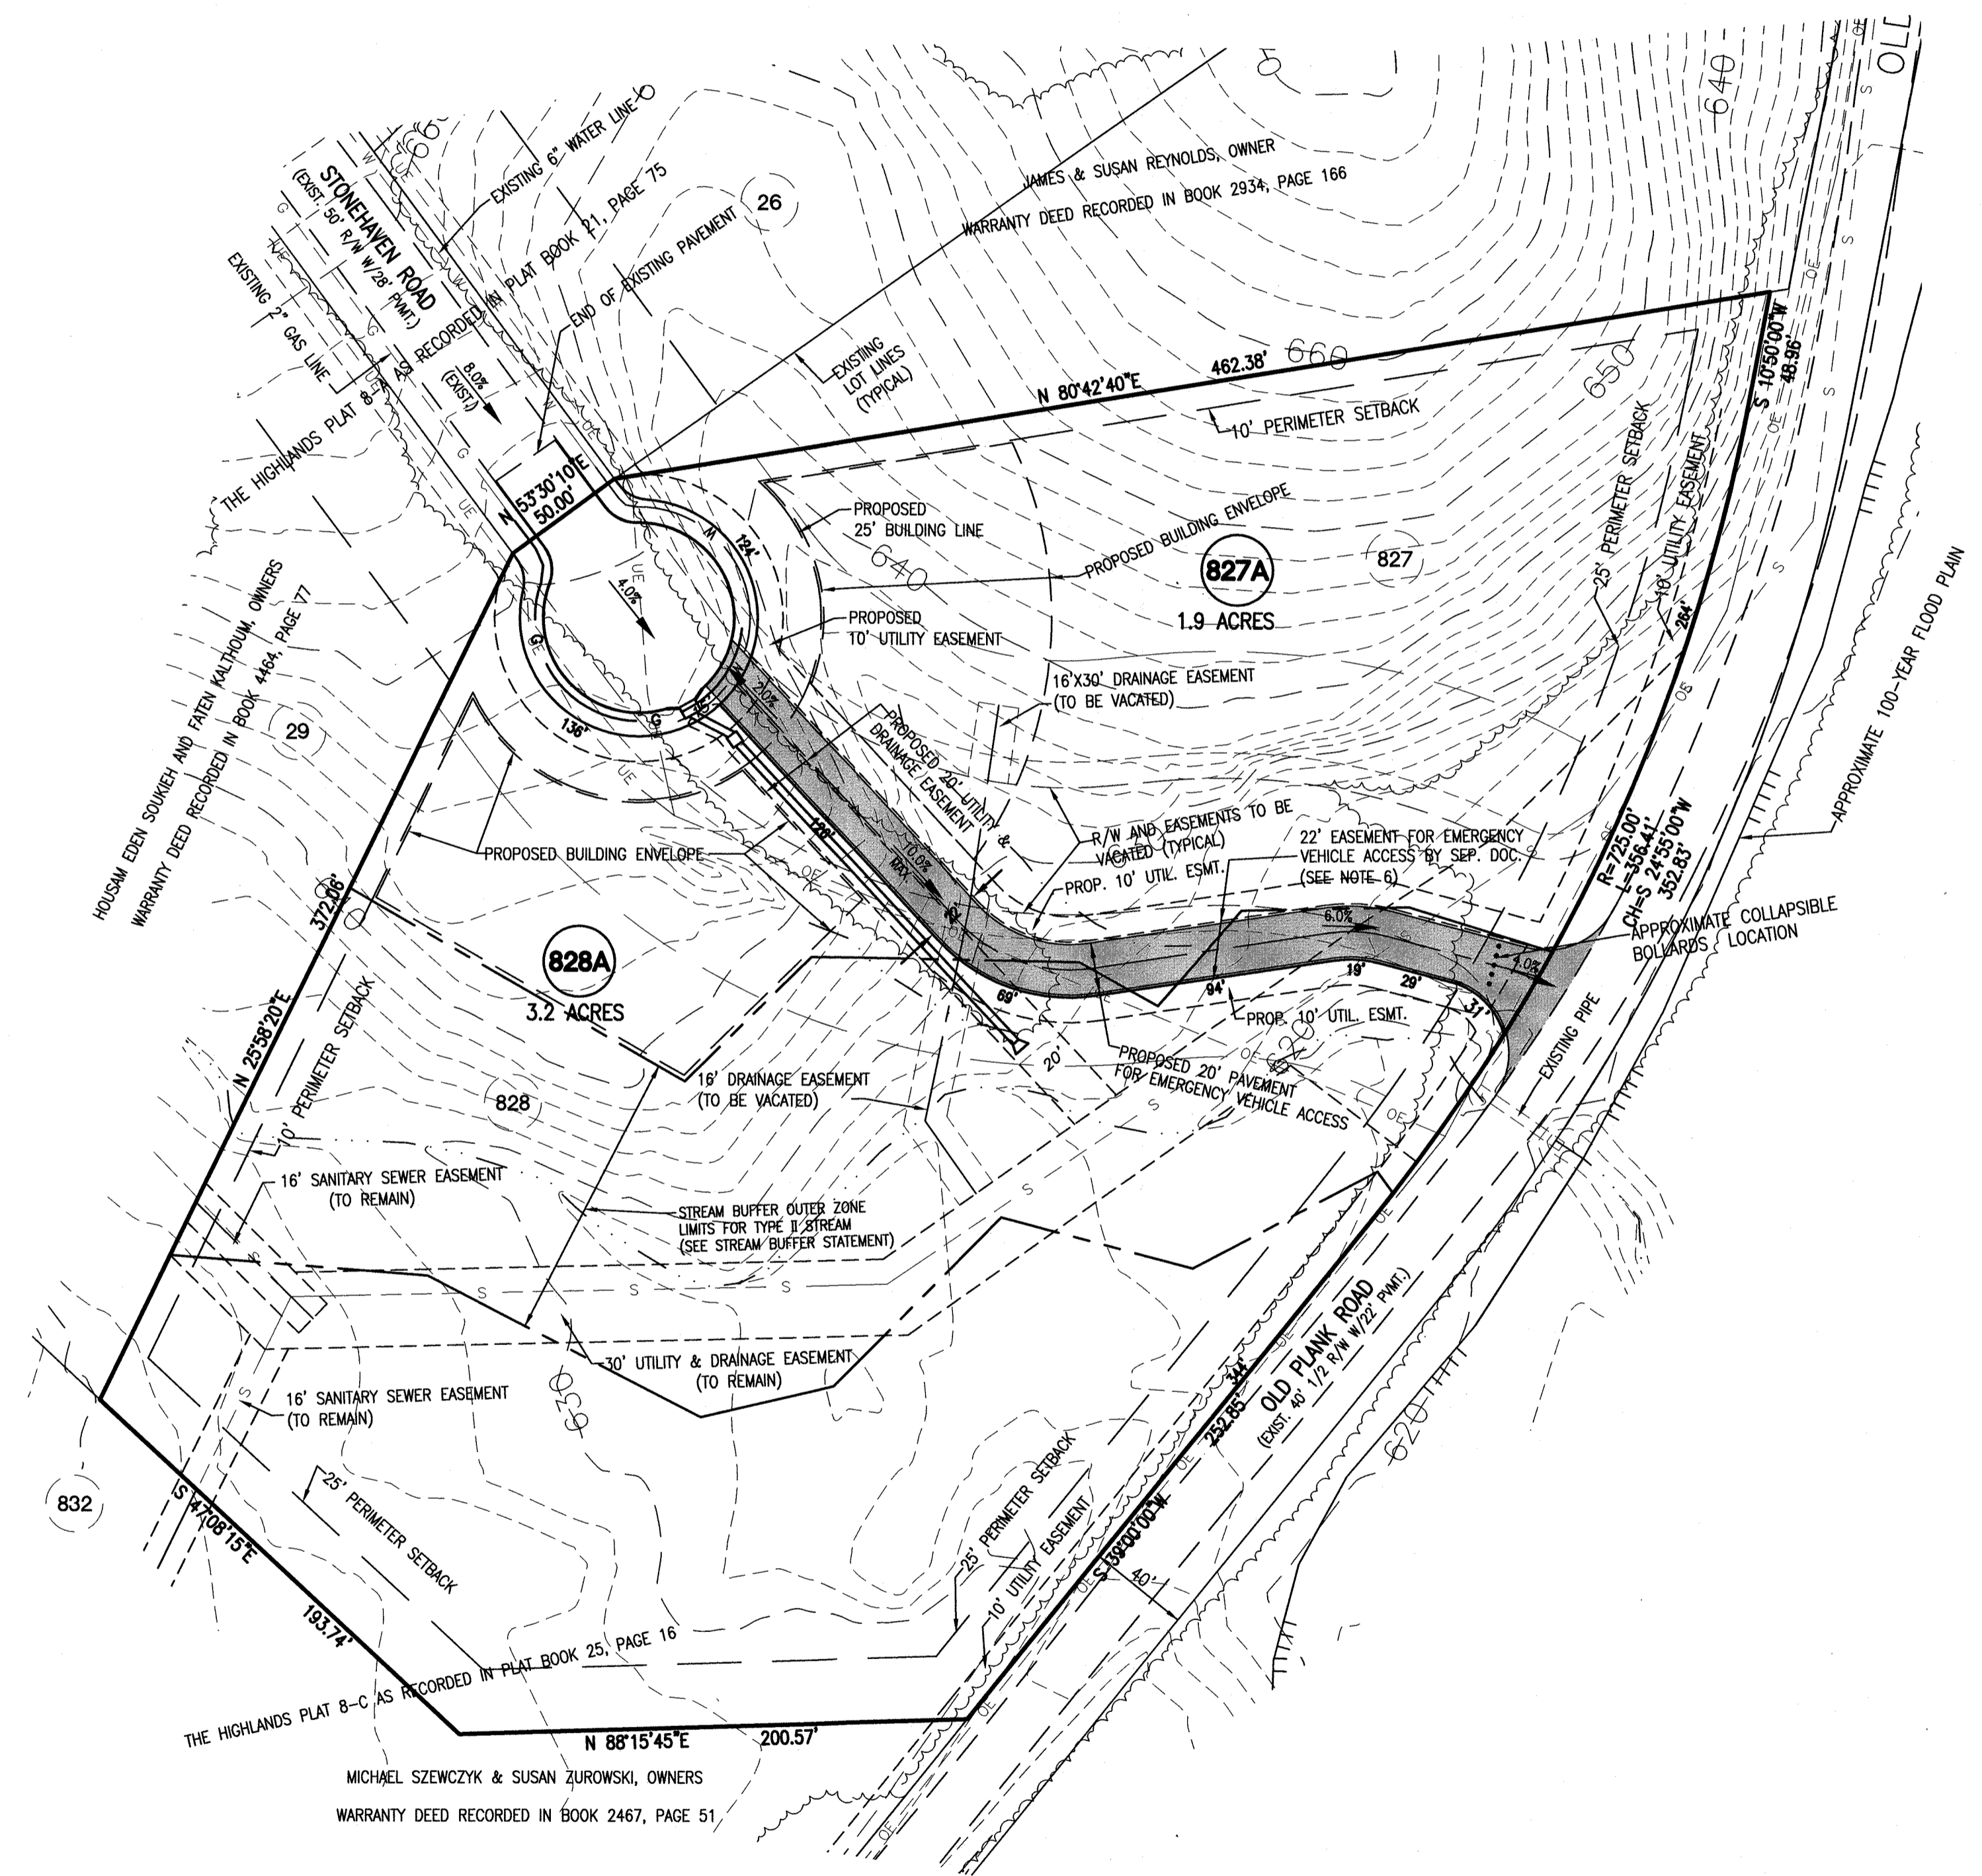 OLL
640
660
EXISTING 6" WATER LINE
STONEHAVEN ROAD
(EXIST. 50' R/W W/28' PVMT.)
EXISTING 2" GAS LINE
THE HIGHLANDS PLAT 8-A AS RECORDED IN PLAT BOOK 21, PAGE 75
END OF EXISTING PAVEMENT
26
JAMES & SUSAN REYNOLDS, OWNER
WARRANTY DEED RECORDED IN BOOK 2934, PAGE 166
8.0%
(EXIST.)
EXISTING
LOT LINES
(TYPICAL)
N 80°42'40"E
462.38'
660
650
10' PERIMETER SETBACK
S 10°50'00"W
48.96'
25' PERIMETER SETBACK
10' UTILITY EASEMENT
N 53°30'10"E
50.00'
PROPOSED
25' BUILDING LINE
640
PROPOSED BUILDING ENVELOPE
827A
1.9 ACRES
827
124'
4.0%
PROPOSED
10' UTILITY EASEMENT
264'
16'X30' DRAINAGE EASEMENT
(TO BE VACATED)
APPROXIMATE 100-YEAR FLOOD PLAIN
HOUSAM EDEN SOUKIEH AND FATEN KALTHOUM, OWNERS
WARRANTY DEED RECORDED IN BOOK 4464, PAGE 177
29
136'
2.0%
PROPOSED 20' UTILITY &
DRAINAGE EASEMENT
126'
10.0%
MAX.
PROPOSED BUILDING ENVELOPE
R/W AND EASEMENTS TO BE
VACATED (TYPICAL)
PROP. 10' UTIL. ESMT.
22' EASEMENT FOR EMERGENCY
VEHICLE ACCESS BY SEP. DOC.
(SEE NOTE 6)
R=725.00'
L=356.41'
CH=S 24°55'00"W
352.83'
6.0%
4.0%
APPROXIMATE COLLAPSIBLE
BOLLARDS LOCATION
372.06'
N 25°58'20"E
828A
3.2 ACRES
69'
94'
19'
29'
31'
PROP. 10' UTIL. ESMT.
20'
620
EXISTING PIPE
PROPOSED 20' PAVEMENT
FOR EMERGENCY VEHICLE ACCESS
10' PERIMETER SETBACK
828
16' DRAINAGE EASEMENT
(TO BE VACATED)
16' SANITARY SEWER EASEMENT
(TO REMAIN)
STREAM BUFFER OUTER ZONE
LIMITS FOR TYPE II STREAM
(SEE STREAM BUFFER STATEMENT)
30' UTILITY & DRAINAGE EASEMENT
(TO REMAIN)
630
16' SANITARY SEWER EASEMENT
(TO REMAIN)
344'
252.85'
OLD PLANK ROAD
(EXIST. 40' 1/2 R/W W/22' PVMT.)
620
832
S 47°08'15"E
193.74'
25' PERIMETER SETBACK
25' PERIMETER SETBACK
10' UTILITY EASEMENT
S 39°00'00"W
40'
THE HIGHLANDS PLAT 8-C AS RECORDED IN PLAT BOOK 25, PAGE 16
N 88°15'45"E
200.57'
MICHAEL SZEWCZYK & SUSAN ZUROWSKI, OWNERS
WARRANTY DEED RECORDED IN BOOK 2467, PAGE 51